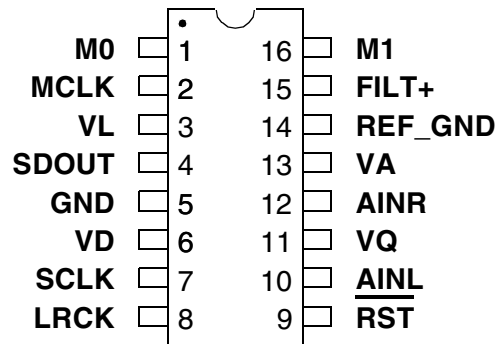 M0 1 16 M1
MCLK 2 15 FILT+
VL 3 14 REF_GND
SDOUT 4 13 VA
GND 5 12 AINR
VD 6 11 VQ
SCLK 7 10 AINL
LRCK 8 9 RST